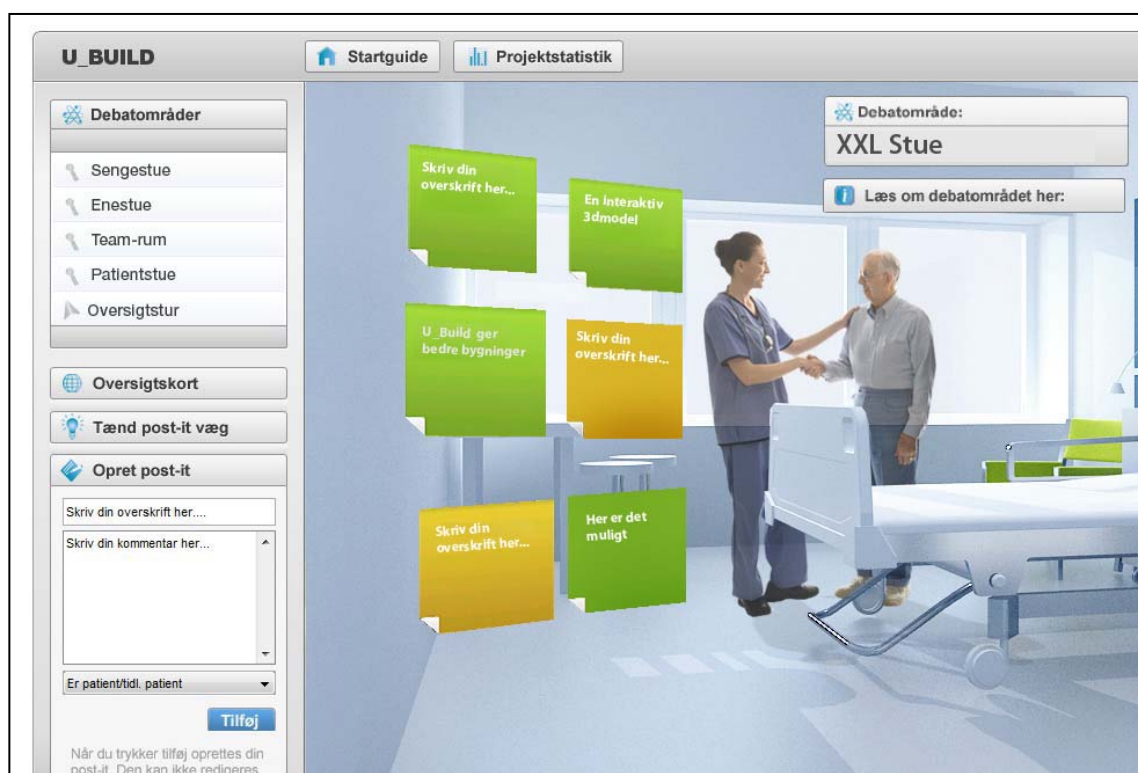 U_BUILD
Startguide
Projektstatistik
Debatområder
Sengestue
Enestue
Team-rum
Patientstue
Oversigtstur
Oversigtskort
Tænd post-it væg
Opret post-it
Skriv din overskrift her....
Skriv din kommentar her...
Er patient/tidl. patient
Tilføj
Når du trykker tilføj oprettes din
post-it. Den kan ikke redigeres
Skriv din
overskrift her...
En interaktiv
3dmodel
U_Build ger
bedre bygninger
Skriv din
overskrift her...
Skriv din
overskrift her...
Her er det
muligt
Debatområde:
XXL Stue
Læs om debatområdet her: